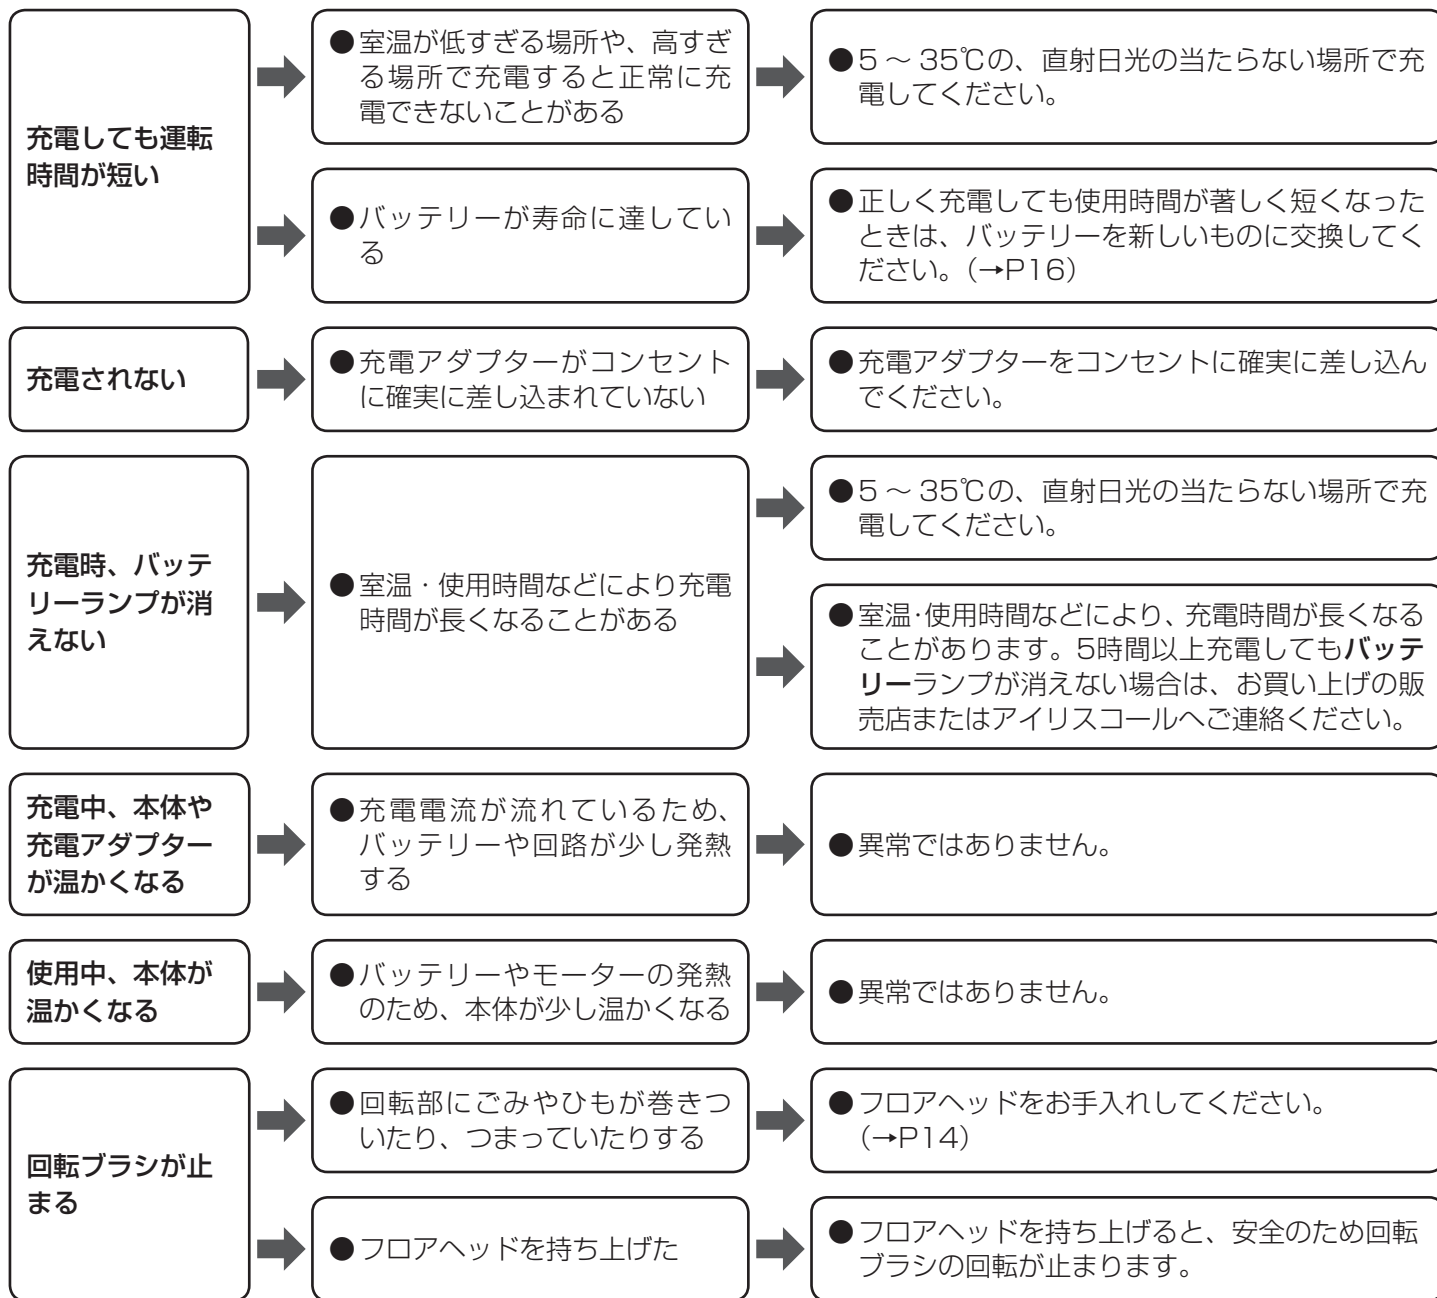 充電しても運転
時間が短い
●室温が低すぎる場所や、高すぎ
る場所で充電すると正常に充
電できないことがある
●5 ～ 35℃の、直射日光の当たらない場所で充
電してください。
●バッテリーが寿命に達してい
る
●正しく充電しても使用時間が著しく短くなった
ときは、バッテリーを新しいものに交換してく
ださい。（→P16）
充電されない
●充電アダプターがコンセント
に確実に差し込まれていない
●充電アダプターをコンセントに確実に差し込ん
でください。
充電時、バッテ
リーランプが消
えない
●室温・使用時間などにより充電
時間が長くなることがある
●5 ～ 35℃の、直射日光の当たらない場所で充
電してください。
●室温・使用時間などにより、充電時間が長くなる
ことがあります。5時間以上充電してもバッテ
リーランプが消えない場合は、お買い上げの販
売店またはアイリスコールへご連絡ください。
充電中、本体や
充電アダプター
が温かくなる
●充電電流が流れているため、
バッテリーや回路が少し発熱
する
●異常ではありません。
使用中、本体が
温かくなる
●バッテリーやモーターの発熱
のため、本体が少し温かくなる
●異常ではありません。
回転ブラシが止
まる
●回転部にごみやひもが巻きつ
いたり、つまっていたりする
●フロアヘッドをお手入れしてください。
（→P14）
●フロアヘッドを持ち上げた
●フロアヘッドを持ち上げると、安全のため回転
ブラシの回転が止まります。